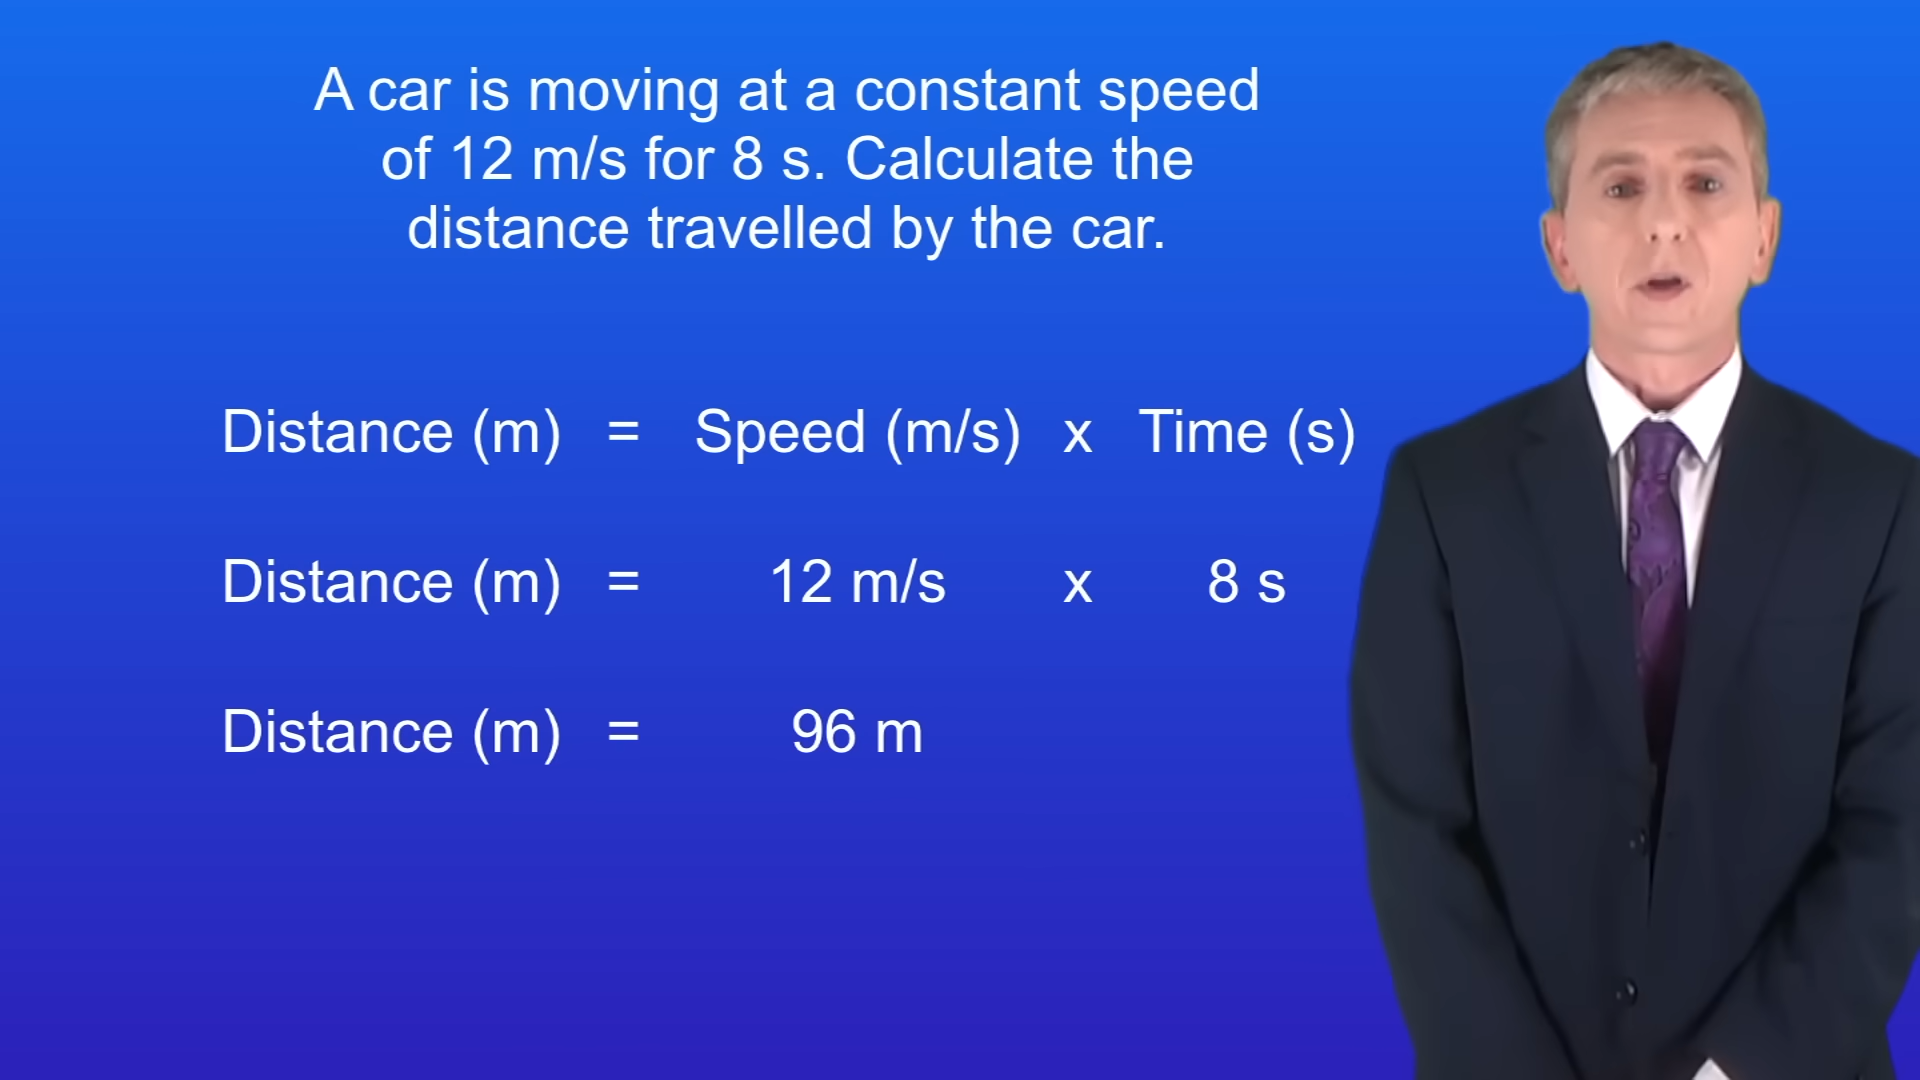 A car is moving at a constant speed
of 12 m/s for 8 s. Calculate the
distance travelled by the car.
Distance (m) = Speed (m/s) x Time (s)
Distance (m) = 12 m/s x 8 s
Distance (m) = 96 m